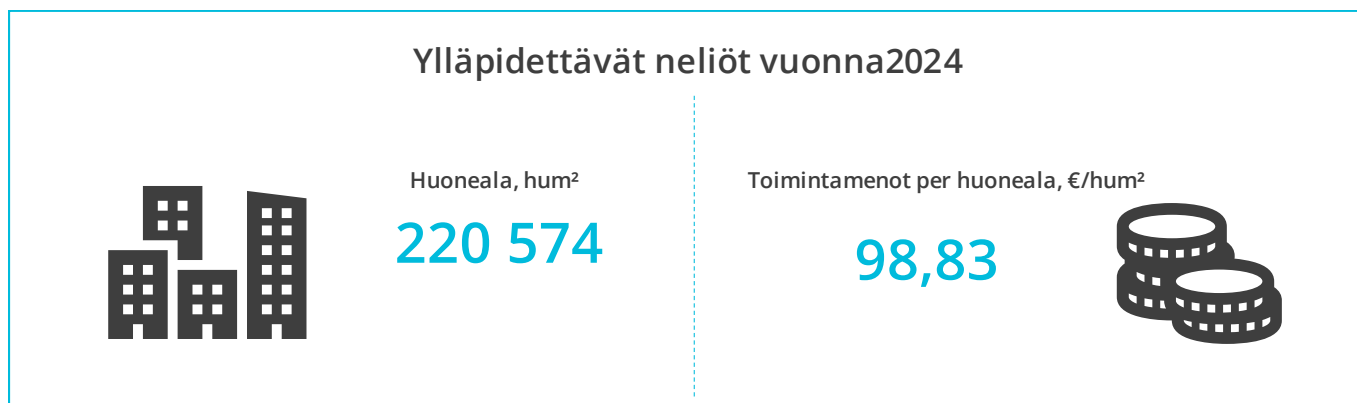 Ylläpidettävät neliöt vuonna2024
Huoneala, hum²
220 574
Toimintamenot per huoneala, €/hum²
98,83